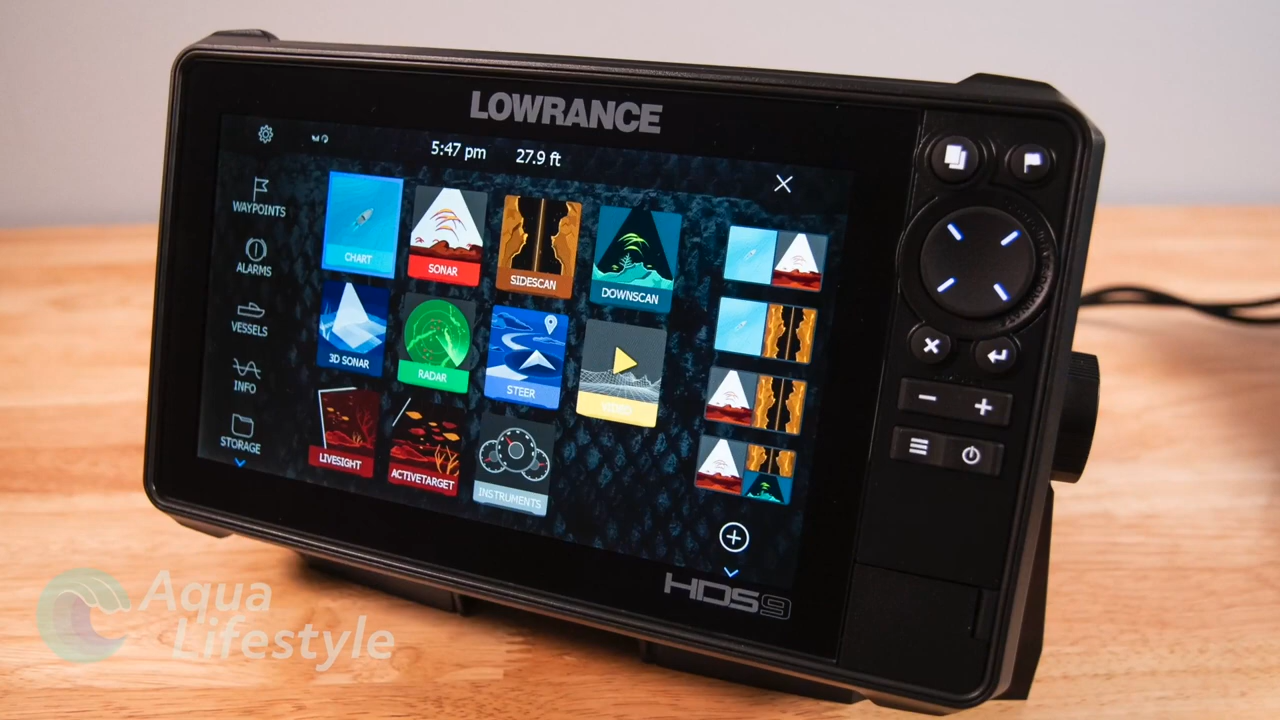 LOWRANCE
5:47 pm 27.9 ft
WAYPOINTS
ALARMS
VESSELS
INFO
STORAGE
CHART
SONAR
SIDESCAN
DOWNSCAN
3D SONAR
RADAR
STEER
VIDEO
LIVESIGHT
ACTIVETARGET
INSTRUMENTS
HDS9
Aqua
Lifestyle